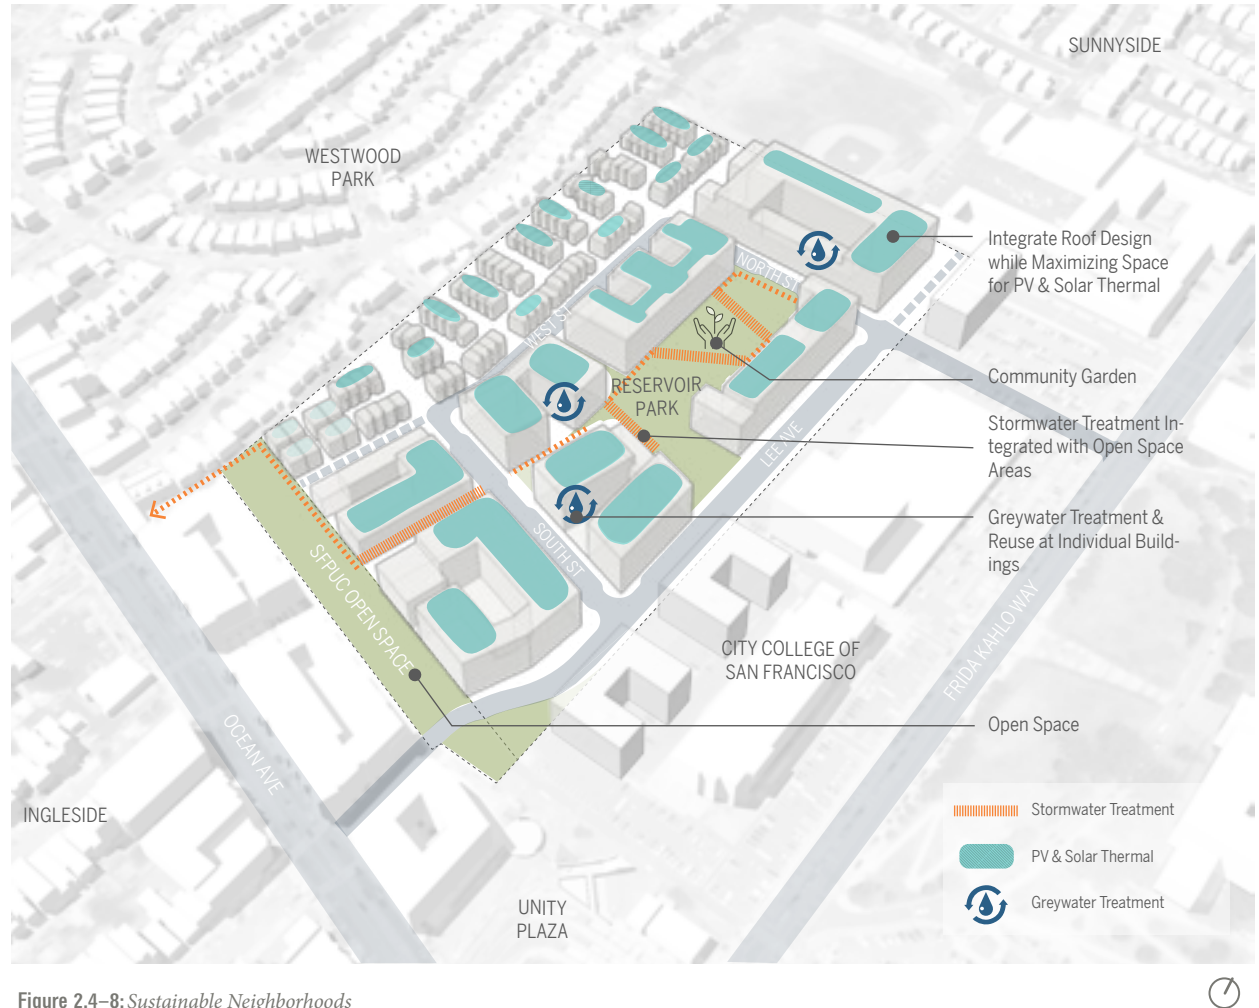 SUNNYSIDE
WESTWOOD
PARK
Integrate Roof Design
while Maximizing Space
for PV & Solar Thermal
NORTH ST
WEST ST
RESERVOIR
PARK
Community Garden
Stormwater Treatment In-
tegrated with Open Space
Areas
LEE AVE
Greywater Treatment &
Reuse at Individual Build-
ings
SOUTH ST
SFPUC OPEN SPACE
CITY COLLEGE OF
SAN FRANCISCO
FRIDA KAHLO WAY
Open Space
OCEAN AVE
INGLESIDE
UNITY
PLAZA
Stormwater Treatment
PV & Solar Thermal
Greywater Treatment
Figure 2.4–8: Sustainable Neighborhoods